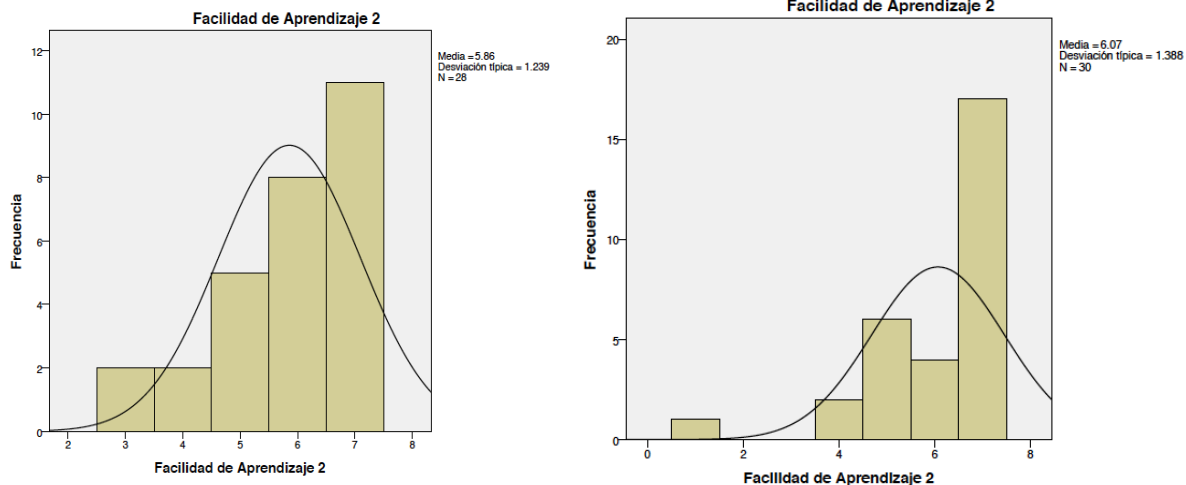 Facilidad de Aprendizaje 2
Media =5.86
Desviación típica = 1.239
N = 28
12
10
8
6
4
2
0
Frecuencia
2 3 4 5 6 7 8
Facilidad de Aprendizaje 2
Facilidad de Aprendizaje 2
Media =6.07
Desviación típica = 1.388
N = 30
20
15
10
5
0
Frecuencia
0 2 4 6 8
Facilidad de Aprendizaje 2